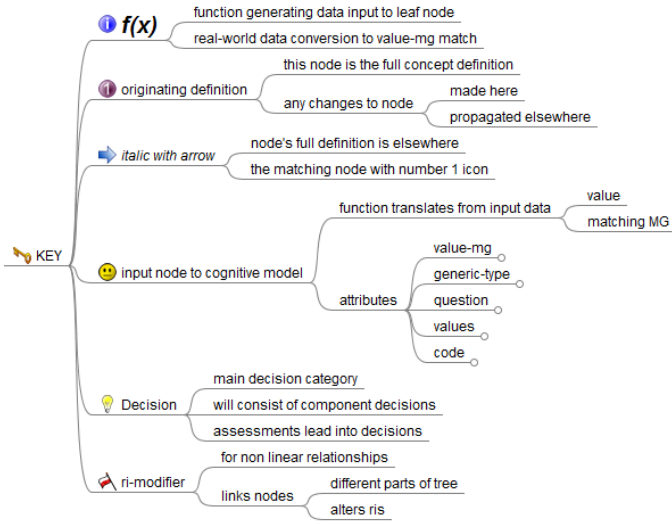 function generating data input to leaf node
f(x)
real-world data conversion to value-mg match
this node is the full concept definition
originating definition
made here
any changes to node
propagated elsewhere
node's full definition is elsewhere
italic with arrow
the matching node with number 1 icon
value
function translates from input data
matching MG
KEY
value-mg
input node to cognitive model
generic-type
attributes
question
values
code
main decision category
Decision
will consist of component decisions
assessments lead into decisions
for non linear relationships
ri-modifier
different parts of tree
links nodes
alters ris